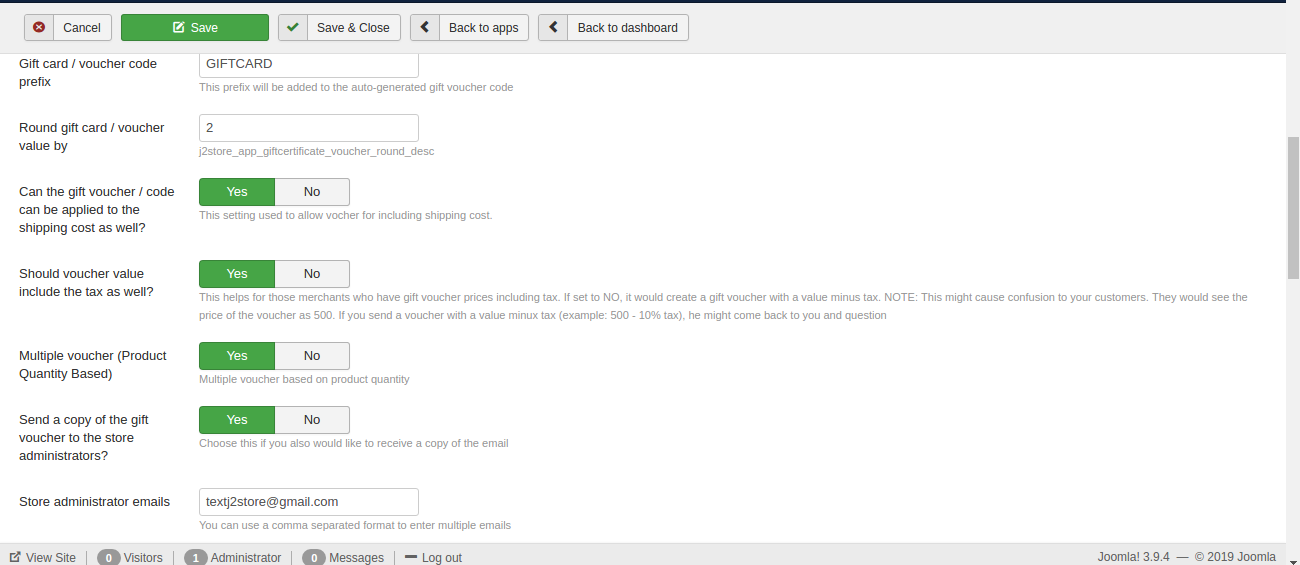 Cancel Save Save & Close Back to apps Back to dashboard
Gift card / voucher code
prefix
GIFTCARD
This prefix will be added to the auto-generated gift voucher code
Round gift card / voucher
value by
2
j2store_app_giftcertificate_voucher_round_desc
Can the gift voucher / code
can be applied to the
shipping cost as well?
Yes No
This setting used to allow vocher for including shipping cost.
Should voucher value
include the tax as well?
Yes No
This helps for those merchants who have gift voucher prices including tax. If set to NO, it would create a gift voucher with a value minus tax. NOTE: This might cause confusion to your customers. They would see the
price of the voucher as 500. If you send a voucher with a value minux tax (example: 500 - 10% tax), he might come back to you and question
Multiple voucher (Product
Quantity Based)
Yes No
Multiple voucher based on product quantity
Send a copy of the gift
voucher to the store
administrators?
Yes No
Choose this if you also would like to receive a copy of the email
Store administrator emails
textj2store@gmail.com
You can use a comma separated format to enter multiple emails
View Site 0 Visitors 1 Administrator 0 Messages Log out Joomla! 3.9.4 — © 2019 Joomla